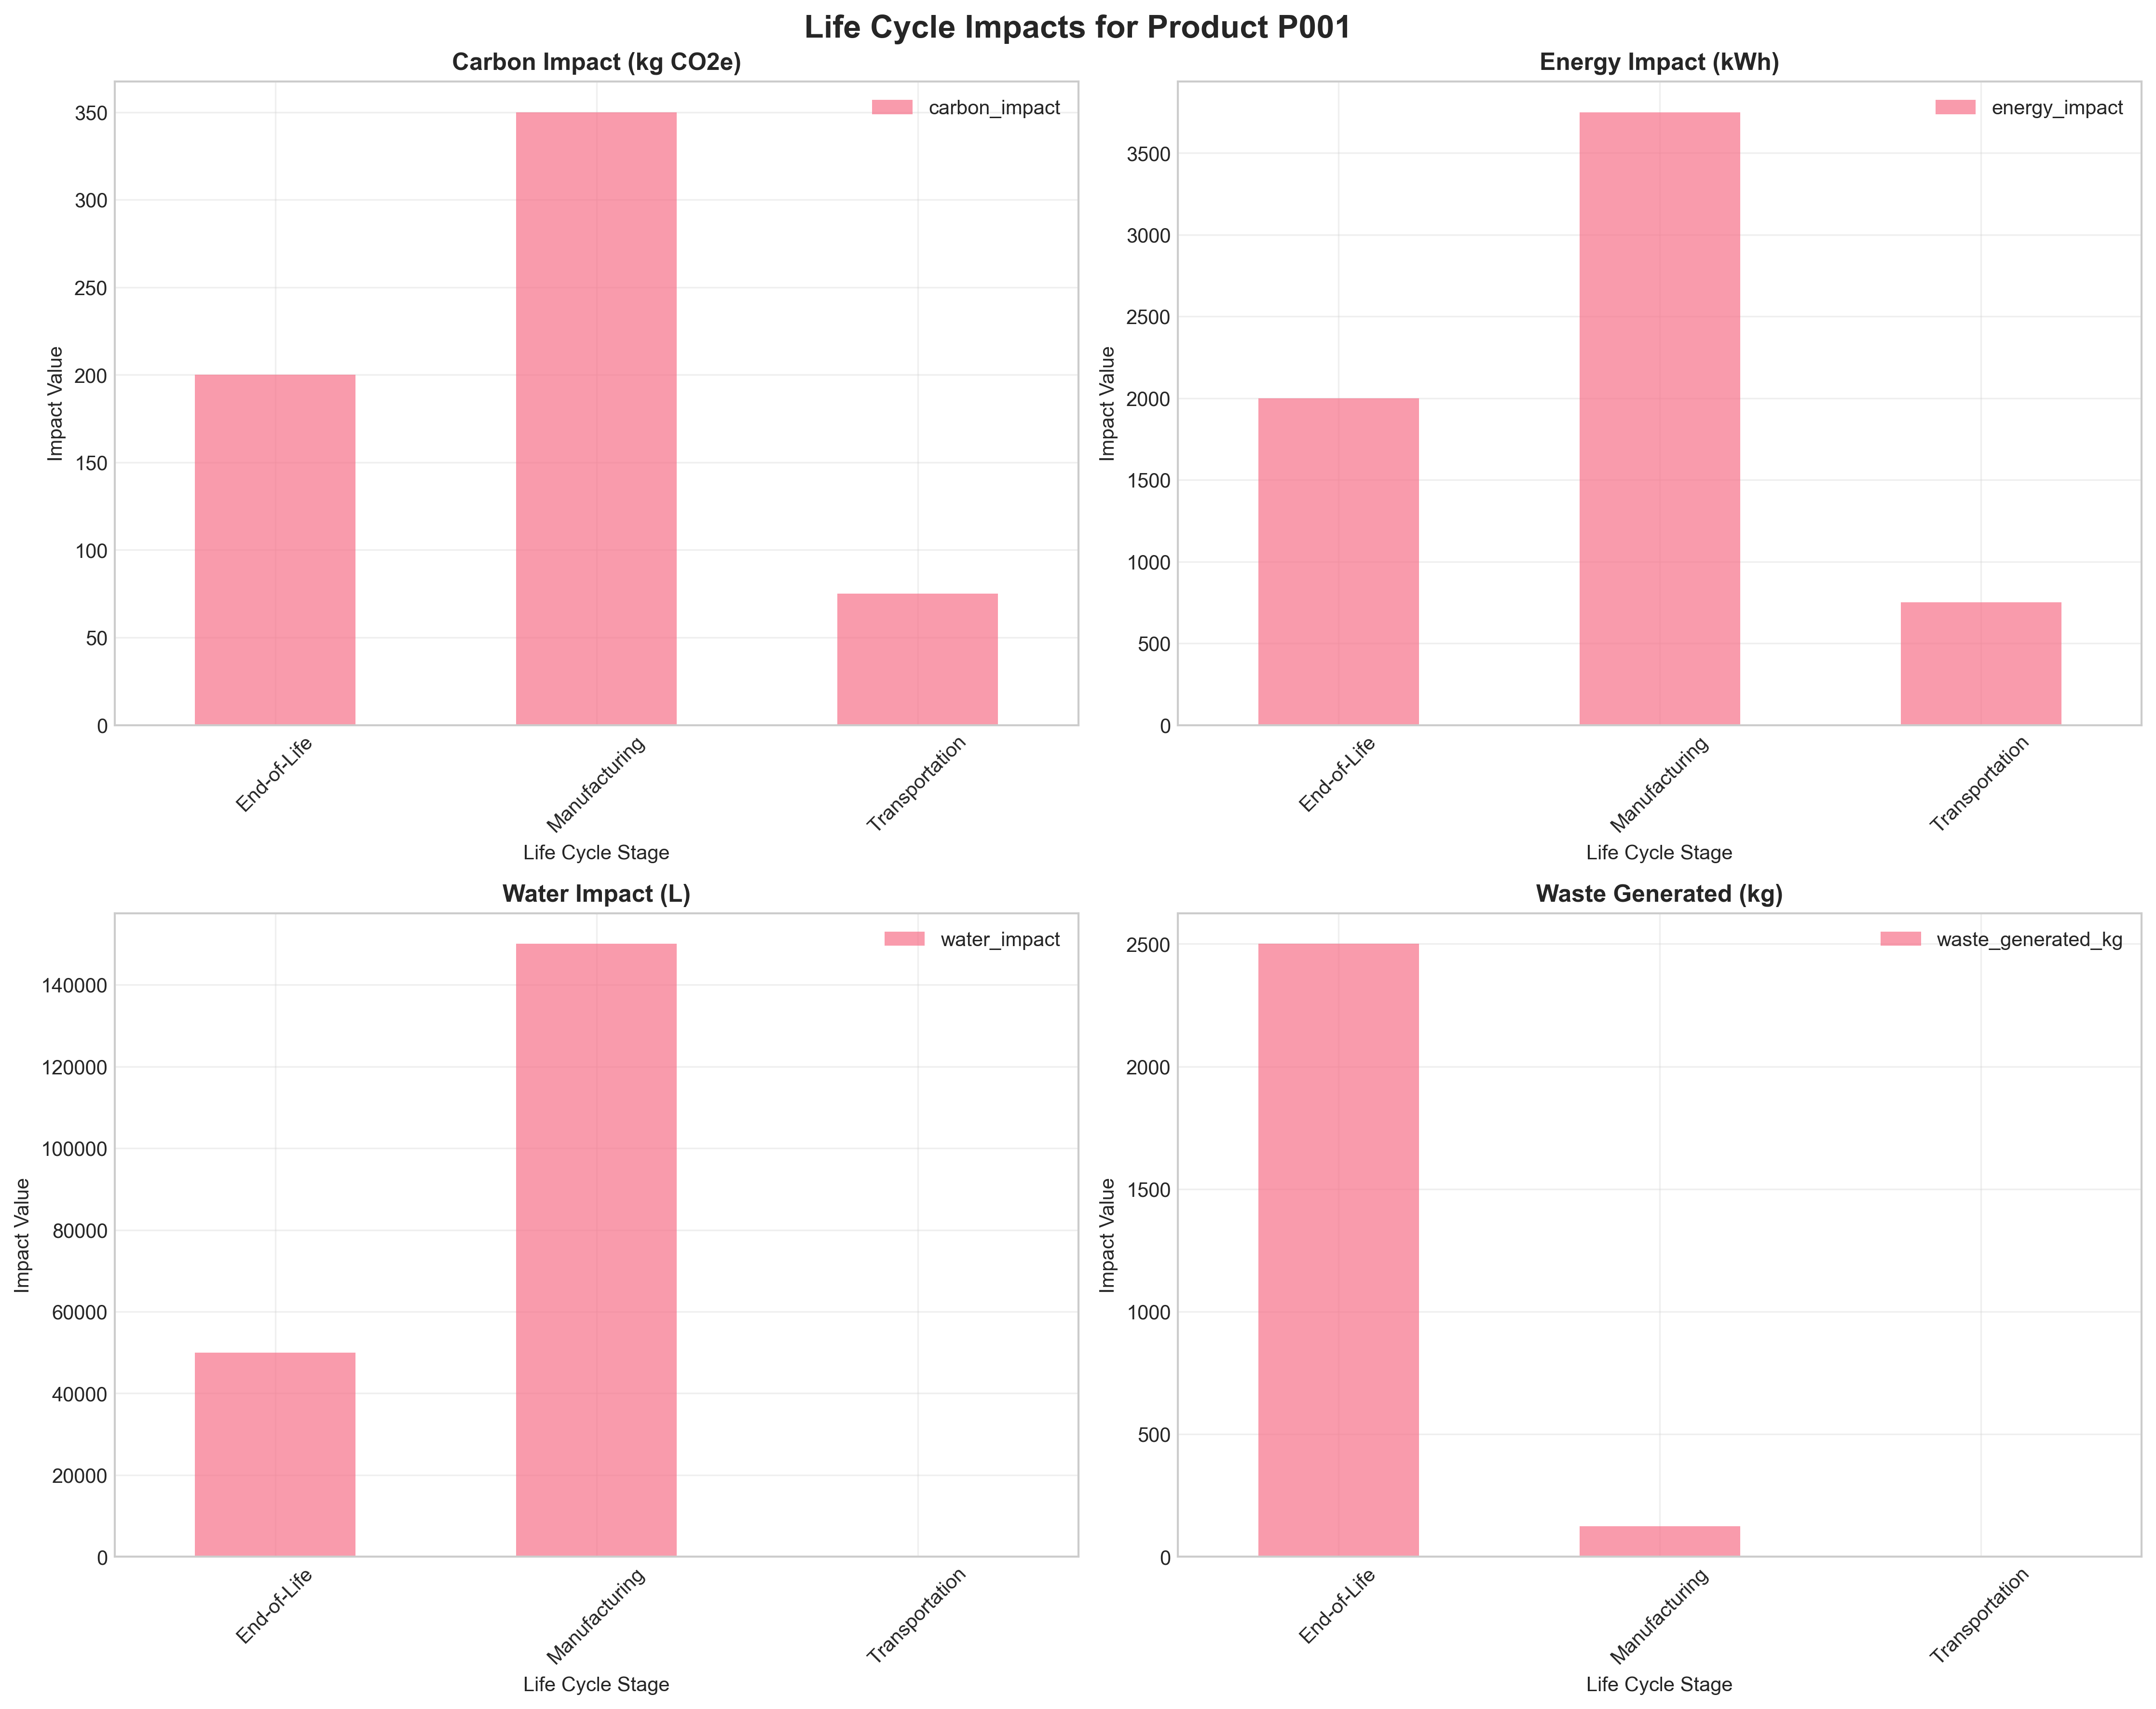 Life Cycle Impacts for Product P001
Carbon Impact (kg CO2e)
carbon_impact
350
300
250
200
150
100
50
0
Impact Value
End-of-Life
Manufacturing
Transportation
Life Cycle Stage
Energy Impact (kWh)
energy_impact
3500
3000
2500
2000
1500
1000
500
0
Impact Value
End-of-Life
Manufacturing
Transportation
Life Cycle Stage
Water Impact (L)
water_impact
140000
120000
100000
80000
60000
40000
20000
0
Impact Value
End-of-Life
Manufacturing
Transportation
Life Cycle Stage
Waste Generated (kg)
waste_generated_kg
2500
2000
1500
1000
500
0
Impact Value
End-of-Life
Manufacturing
Transportation
Life Cycle Stage